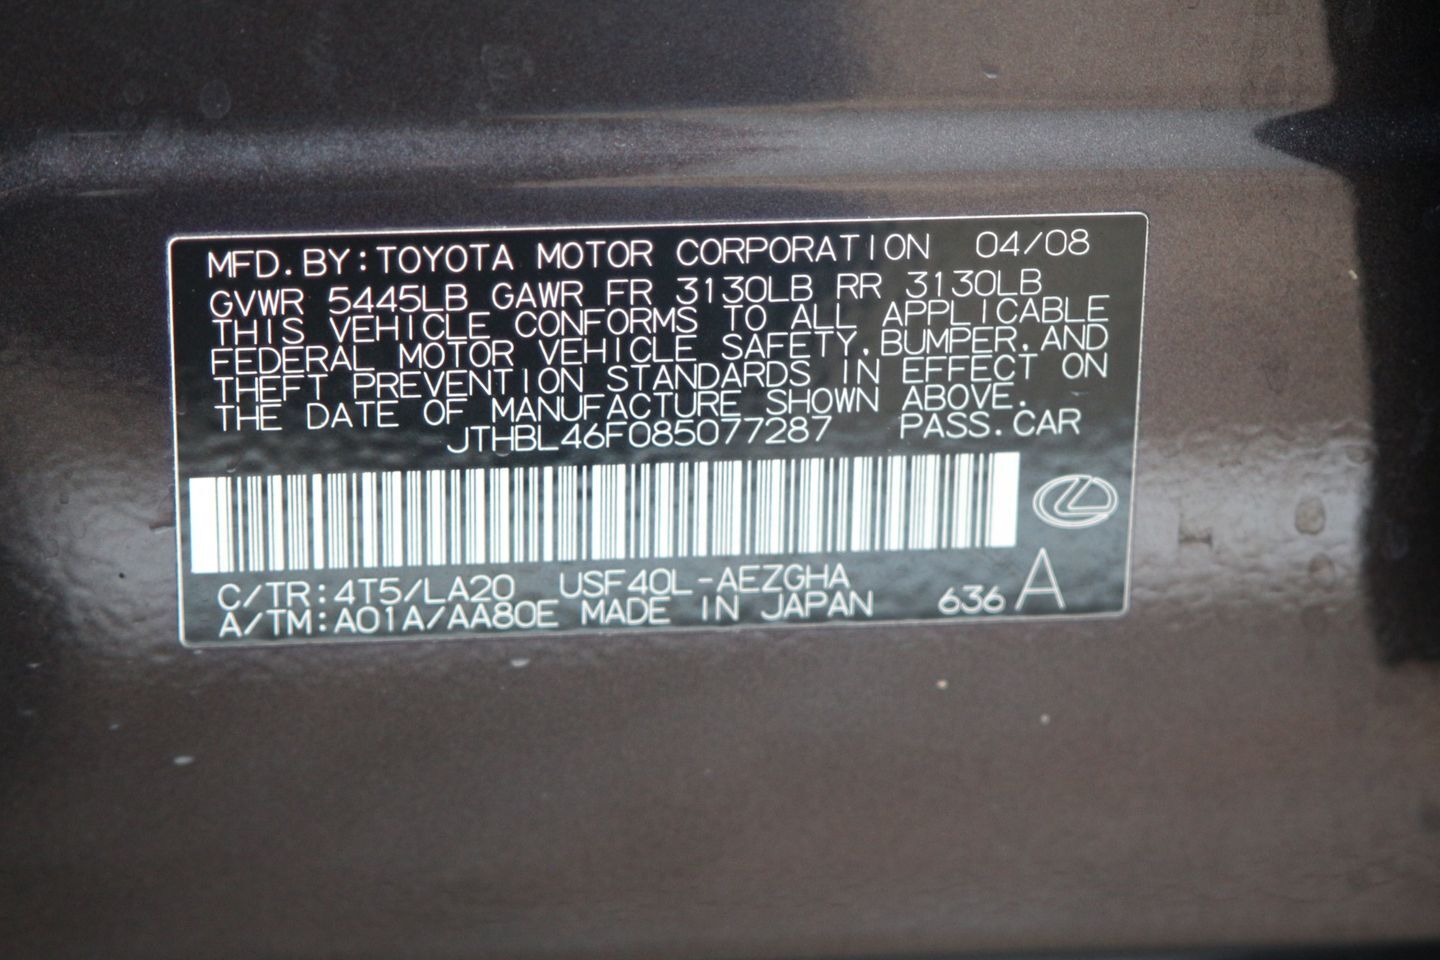 MFD.BY:TOYOTA MOTOR CORPORATION 04/08
GVWR 5445LB GAWR FR 3130LB RR 3130LB
THIS VEHICLE CONFORMS TO ALL APPLICABLE
FEDERAL MOTOR VEHICLE SAFETY,BUMPER,AND
THEFT PREVENTION STANDARDS IN EFFECT ON
THE DATE OF MANUFACTURE SHOWN ABOVE.
JTHBL46F085077287 PASS.CAR
C/TR:4T5/LA20 USF40L-AEZGHA
A/TM:A01A/AA80E MADE IN JAPAN 636 A